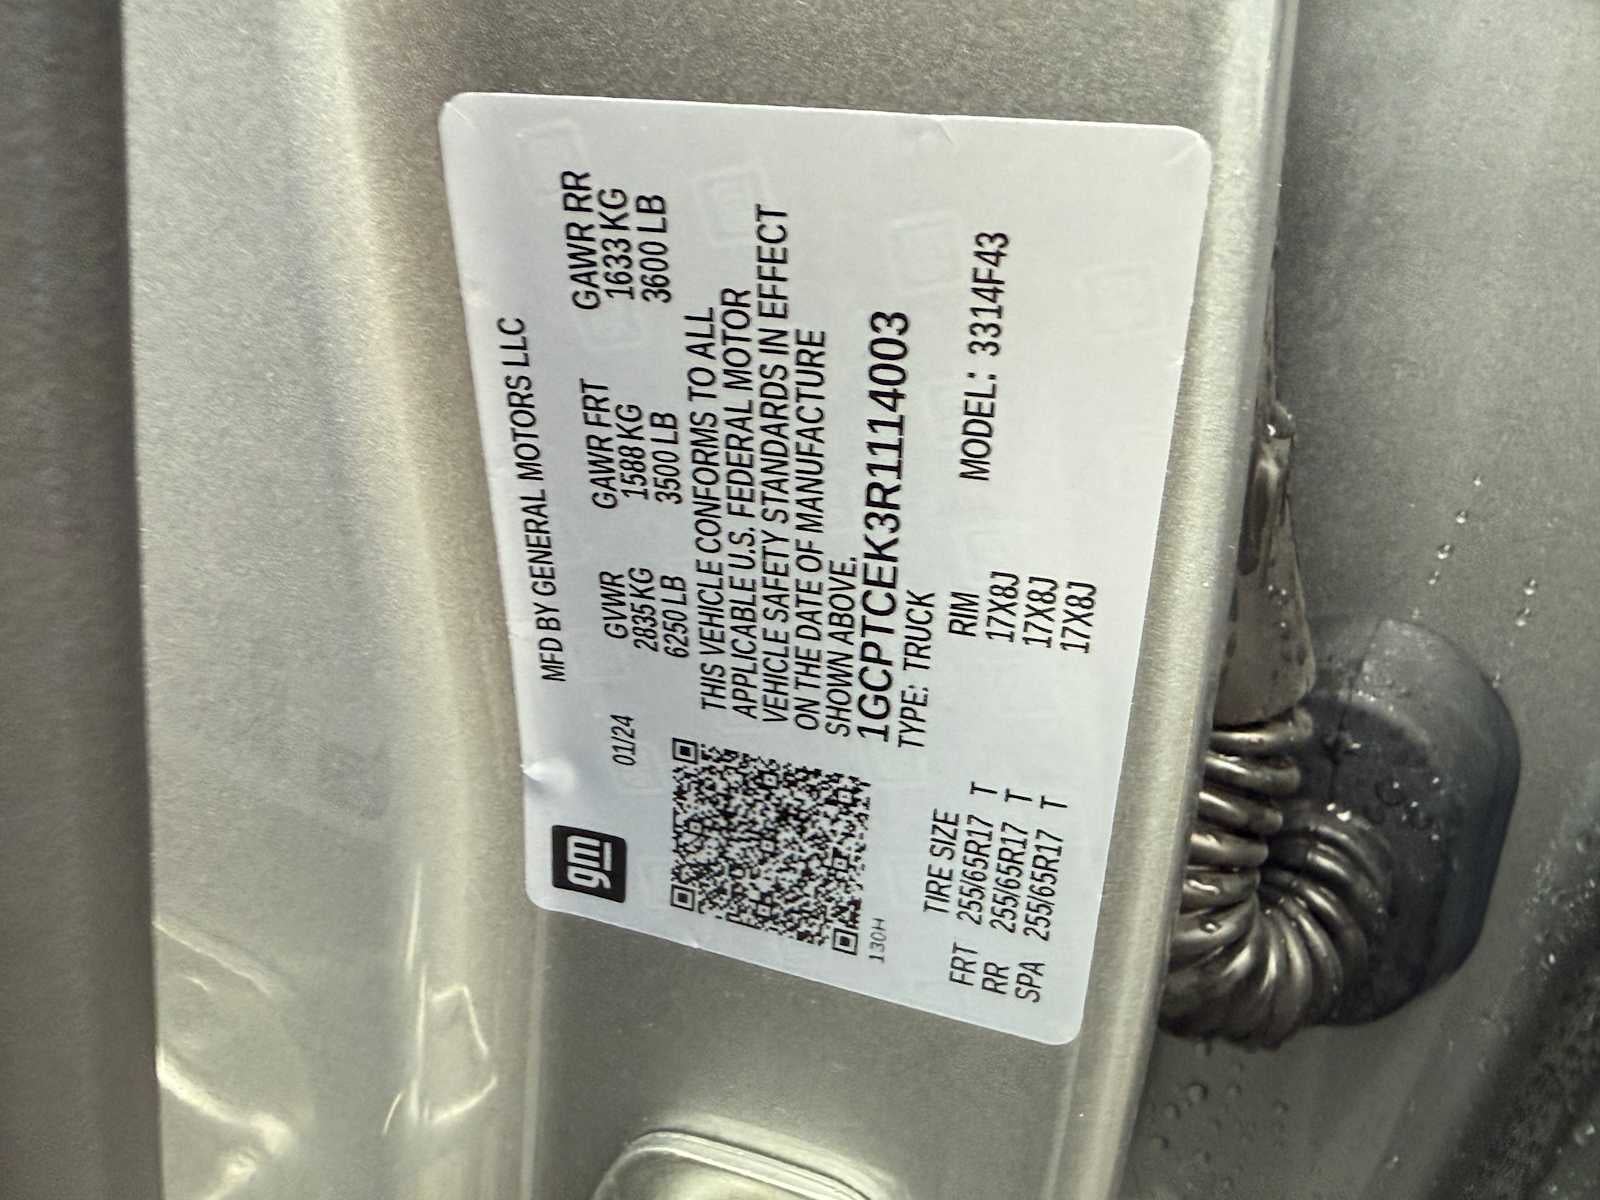 gm
01/24
MFD BY GENERAL MOTORS LLC
GVWR GAWR FRT GAWR RR
2835 KG 1588 KG 1633 KG
6250 LB 3500 LB 3600 LB
THIS VEHICLE CONFORMS TO ALL
APPLICABLE U.S. FEDERAL MOTOR
VEHICLE SAFETY STANDARDS IN EFFECT
ON THE DATE OF MANUFACTURE
SHOWN ABOVE.
1GCPTCEK3R1114003
TYPE: TRUCK
130H
TIRE SIZE RIM MODEL: 3314F43
FRT 255/65R17 T 17X8J
RR 255/65R17 T 17X8J
SPA 255/65R17 T 17X8J